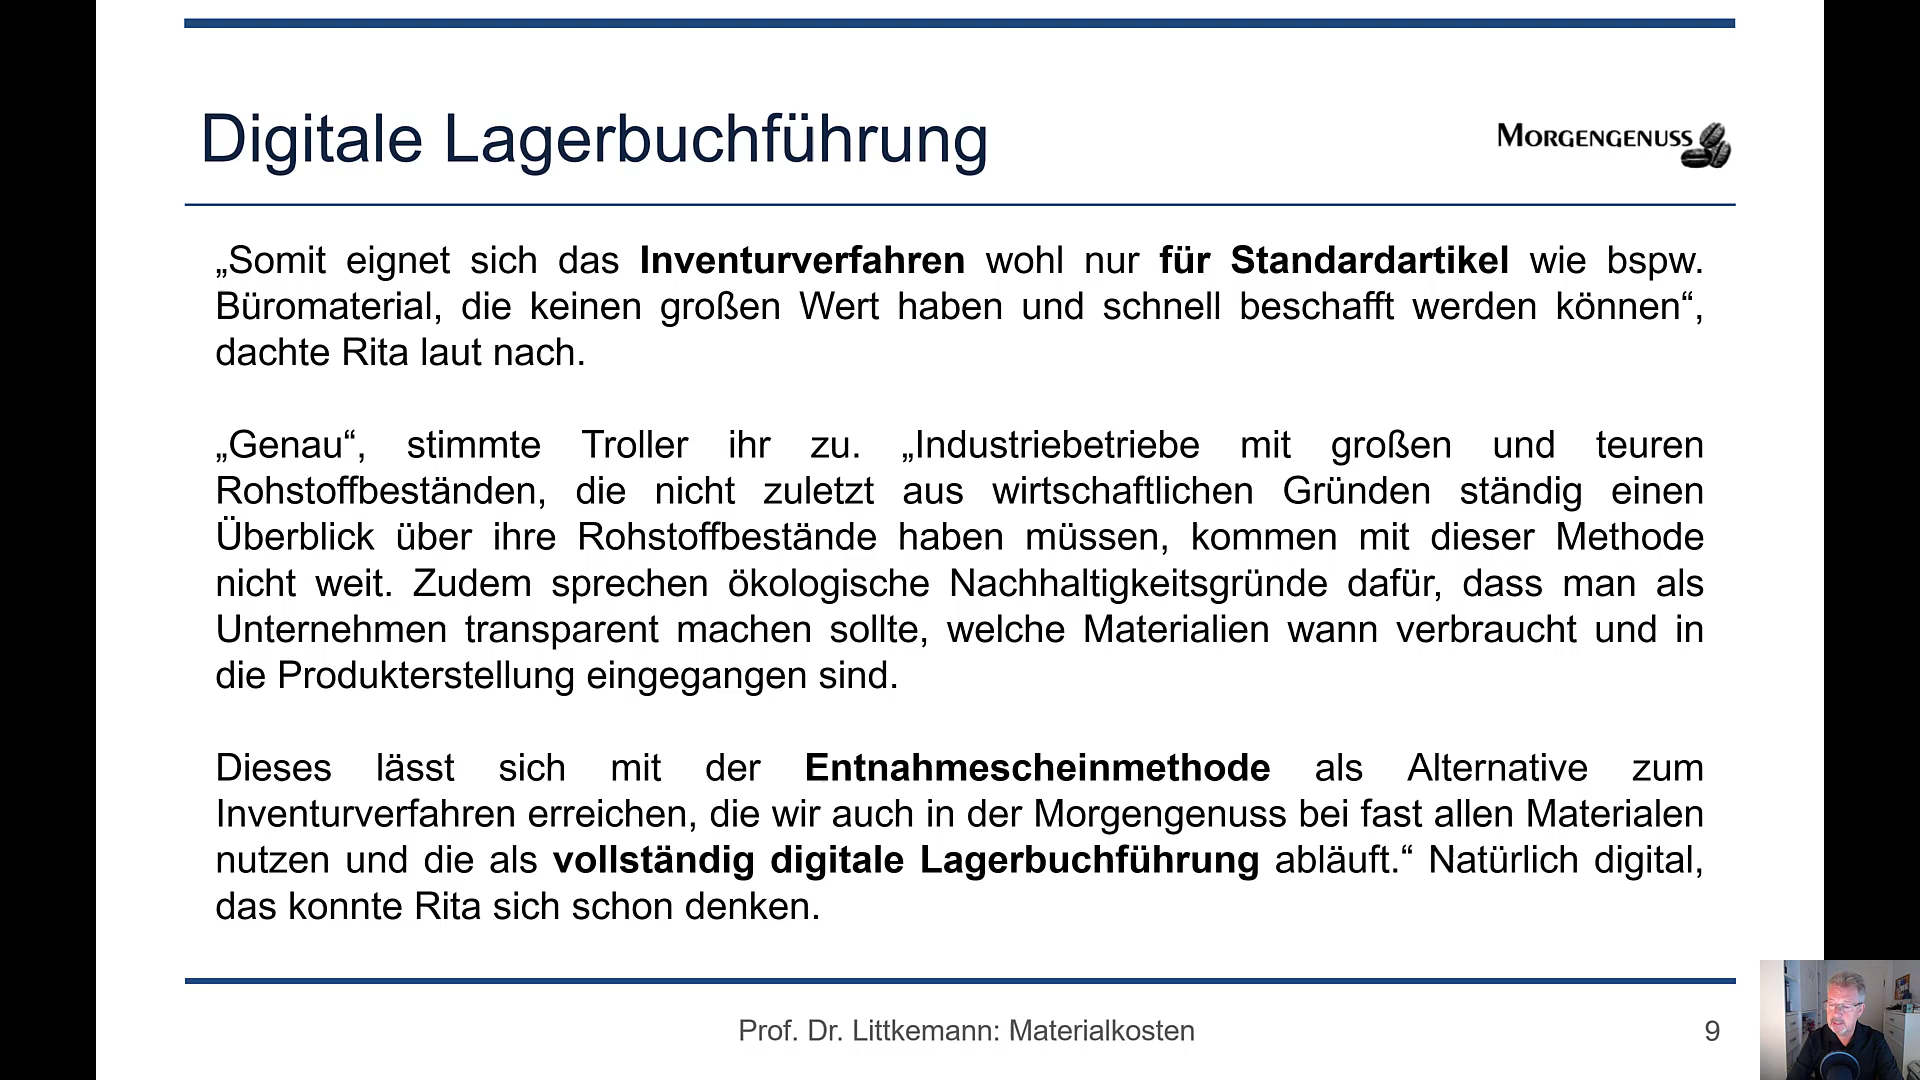 Digitale Lagerbuchführung
MORGENGENUSS
„Somit eignet sich das Inventurverfahren wohl nur für Standardartikel wie bspw.
Büromaterial, die keinen großen Wert haben und schnell beschafft werden können“,
dachte Rita laut nach.
„Genau“, stimmte Troller ihr zu. „Industriebetriebe mit großen und teuren
Rohstoffbeständen, die nicht zuletzt aus wirtschaftlichen Gründen ständig einen
Überblick über ihre Rohstoffbestände haben müssen, kommen mit dieser Methode
nicht weit. Zudem sprechen ökologische Nachhaltigkeitsgründe dafür, dass man als
Unternehmen transparent machen sollte, welche Materialien wann verbraucht und in
die Produkterstellung eingegangen sind.
Dieses lässt sich mit der Entnahmescheinmethode als Alternative zum
Inventurverfahren erreichen, die wir auch in der Morgengenuss bei fast allen Materialen
nutzen und die als vollständig digitale Lagerbuchführung abläuft.“ Natürlich digital,
das konnte Rita sich schon denken.
Prof. Dr. Littkemann: Materialkosten
9